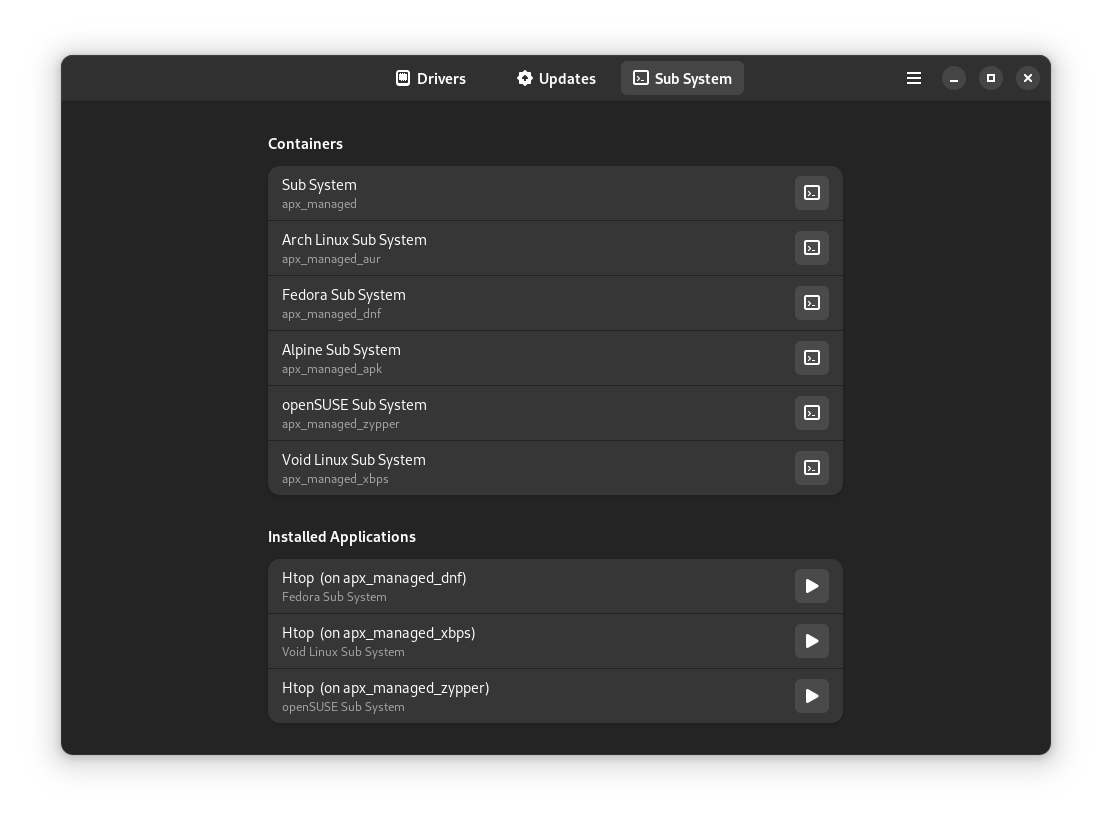 Drivers
Updates
Sub System
Containers
Sub System
apx_managed
Arch Linux Sub System
apx_managed_aur
Fedora Sub System
apx_managed_dnf
Alpine Sub System
apx_managed_apk
openSUSE Sub System
apx_managed_zypper
Void Linux Sub System
apx_managed_xbps
Installed Applications
Htop (on apx_managed_dnf)
Fedora Sub System
Htop (on apx_managed_xbps)
Void Linux Sub System
Htop (on apx_managed_zypper)
openSUSE Sub System